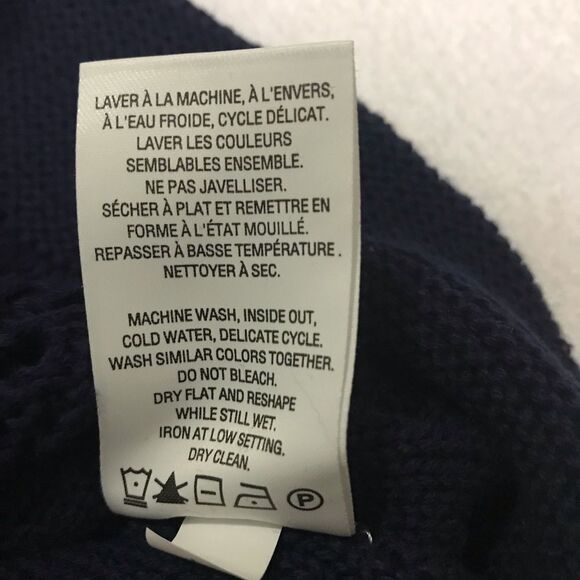 LAVER À LA MACHINE, À L'ENVERS,
À L'EAU FROIDE, CYCLE DÉLICAT.
LAVER LES COULEURS
SEMBLABLES ENSEMBLE.
NE PAS JAVELLISER.
SÉCHER À PLAT ET REMETTRE EN
FORME À L'ÉTAT MOUILLÉ.
REPASSER À BASSE TEMPÉRATURE.
NETTOYER À SEC.
MACHINE WASH, INSIDE OUT,
COLD WATER, DELICATE CYCLE.
WASH SIMILAR COLORS TOGETHER.
DO NOT BLEACH.
DRY FLAT AND RESHAPE
WHILE STILL WET.
IRON AT LOW SETTING.
DRY CLEAN.
P